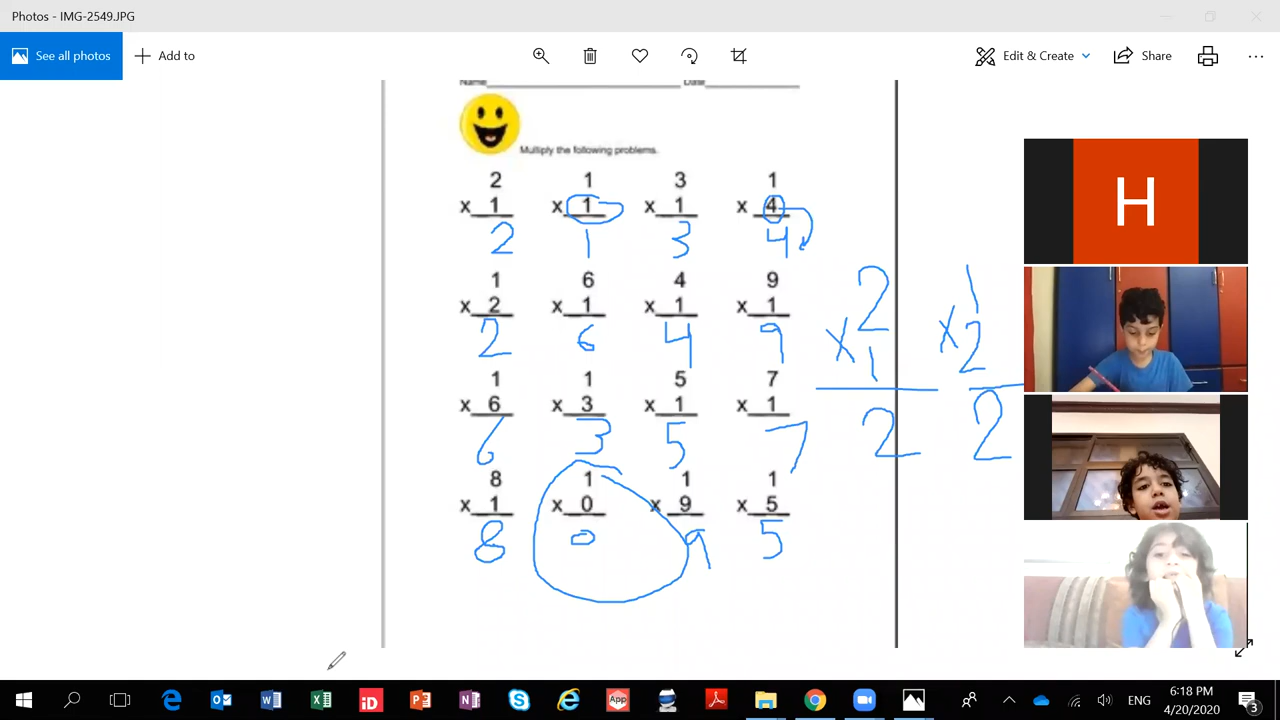 Photos - IMG-2549.JPG
See all photos
Add to
Edit & Create
Share
Name Date
Multiply the following problems.
2 1 3 1
x 1 x 1 x 1 x 4
2 1 3 4
1 6 4 9
x 2 x 1 x 1 x 1
2 6 4 9
1 1 5 7
x 6 x 3 x 1 x 1
6 3 5 7
8 1 1 1
x 1 x 0 x 9 x 5
8 0 9 5
2 1
x 1 x 2
2 2
H
iD
App
ENG
6:18 PM
4/20/2020
3